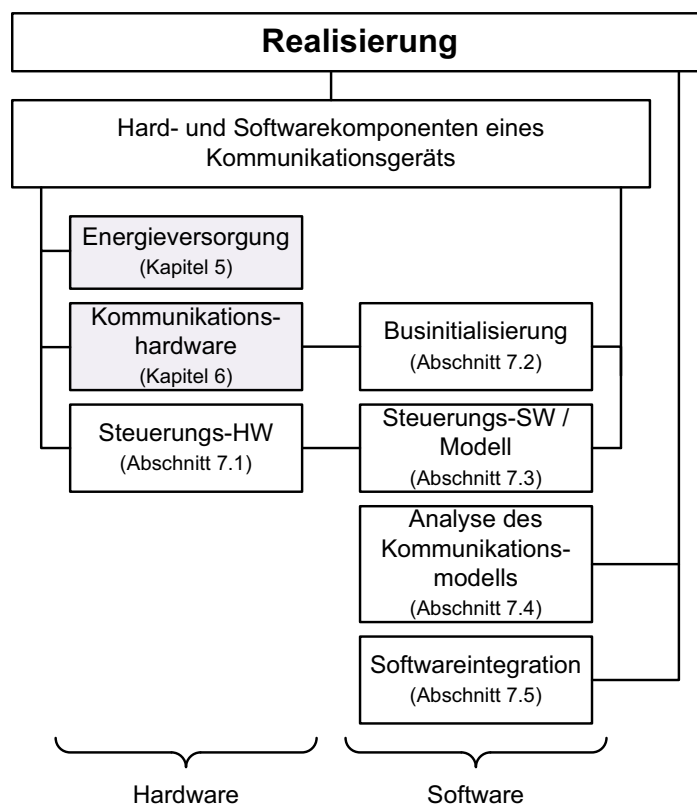 Realisierung
Hard- und Softwarekomponenten eines
Kommunikationsgeräts
Energieversorgung
(Kapitel 5)
Kommunikations-
hardware
(Kapitel 6)
Businitialisierung
(Abschnitt 7.2)
Steuerungs-HW
(Abschnitt 7.1)
Steuerungs-SW /
Modell
(Abschnitt 7.3)
Analyse des
Kommunikations-
modells
(Abschnitt 7.4)
Softwareintegration
(Abschnitt 7.5)
Hardware
Software